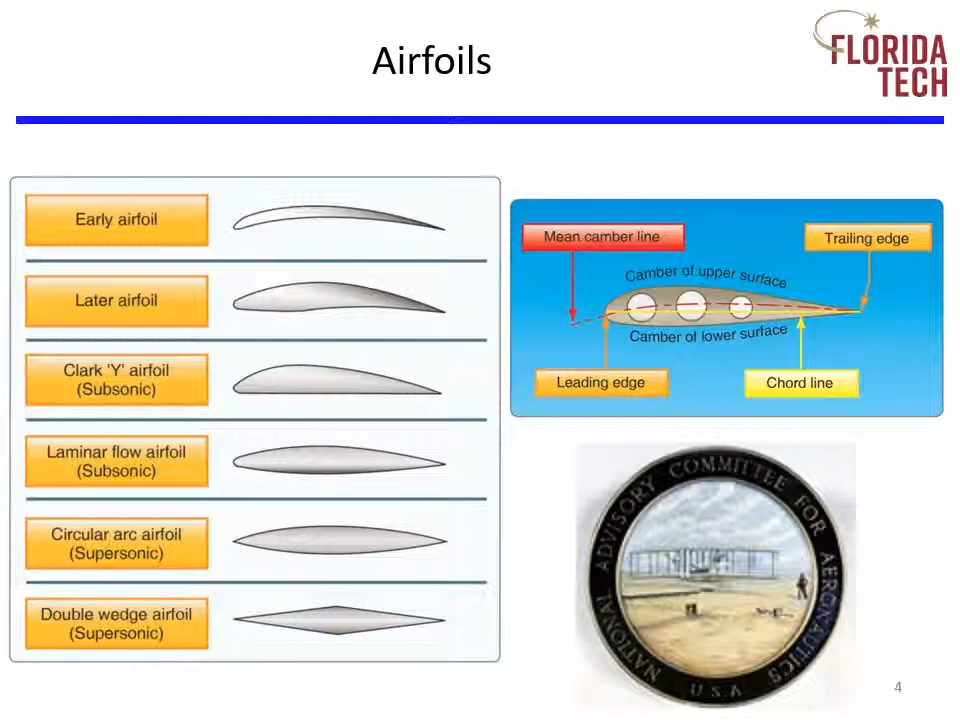 Airfoils
FLORIDA
TECH
Early airfoil
Later airfoil
Clark 'Y' airfoil
(Subsonic)
Laminar flow airfoil
(Subsonic)
Circular arc airfoil
(Supersonic)
Double wedge airfoil
(Supersonic)
Mean camber line
Trailing edge
Camber of upper surface
Camber of lower surface
Leading edge
Chord line
NATIONAL ADVISORY COMMITTEE FOR AERONAUTICS
U.S.A
4